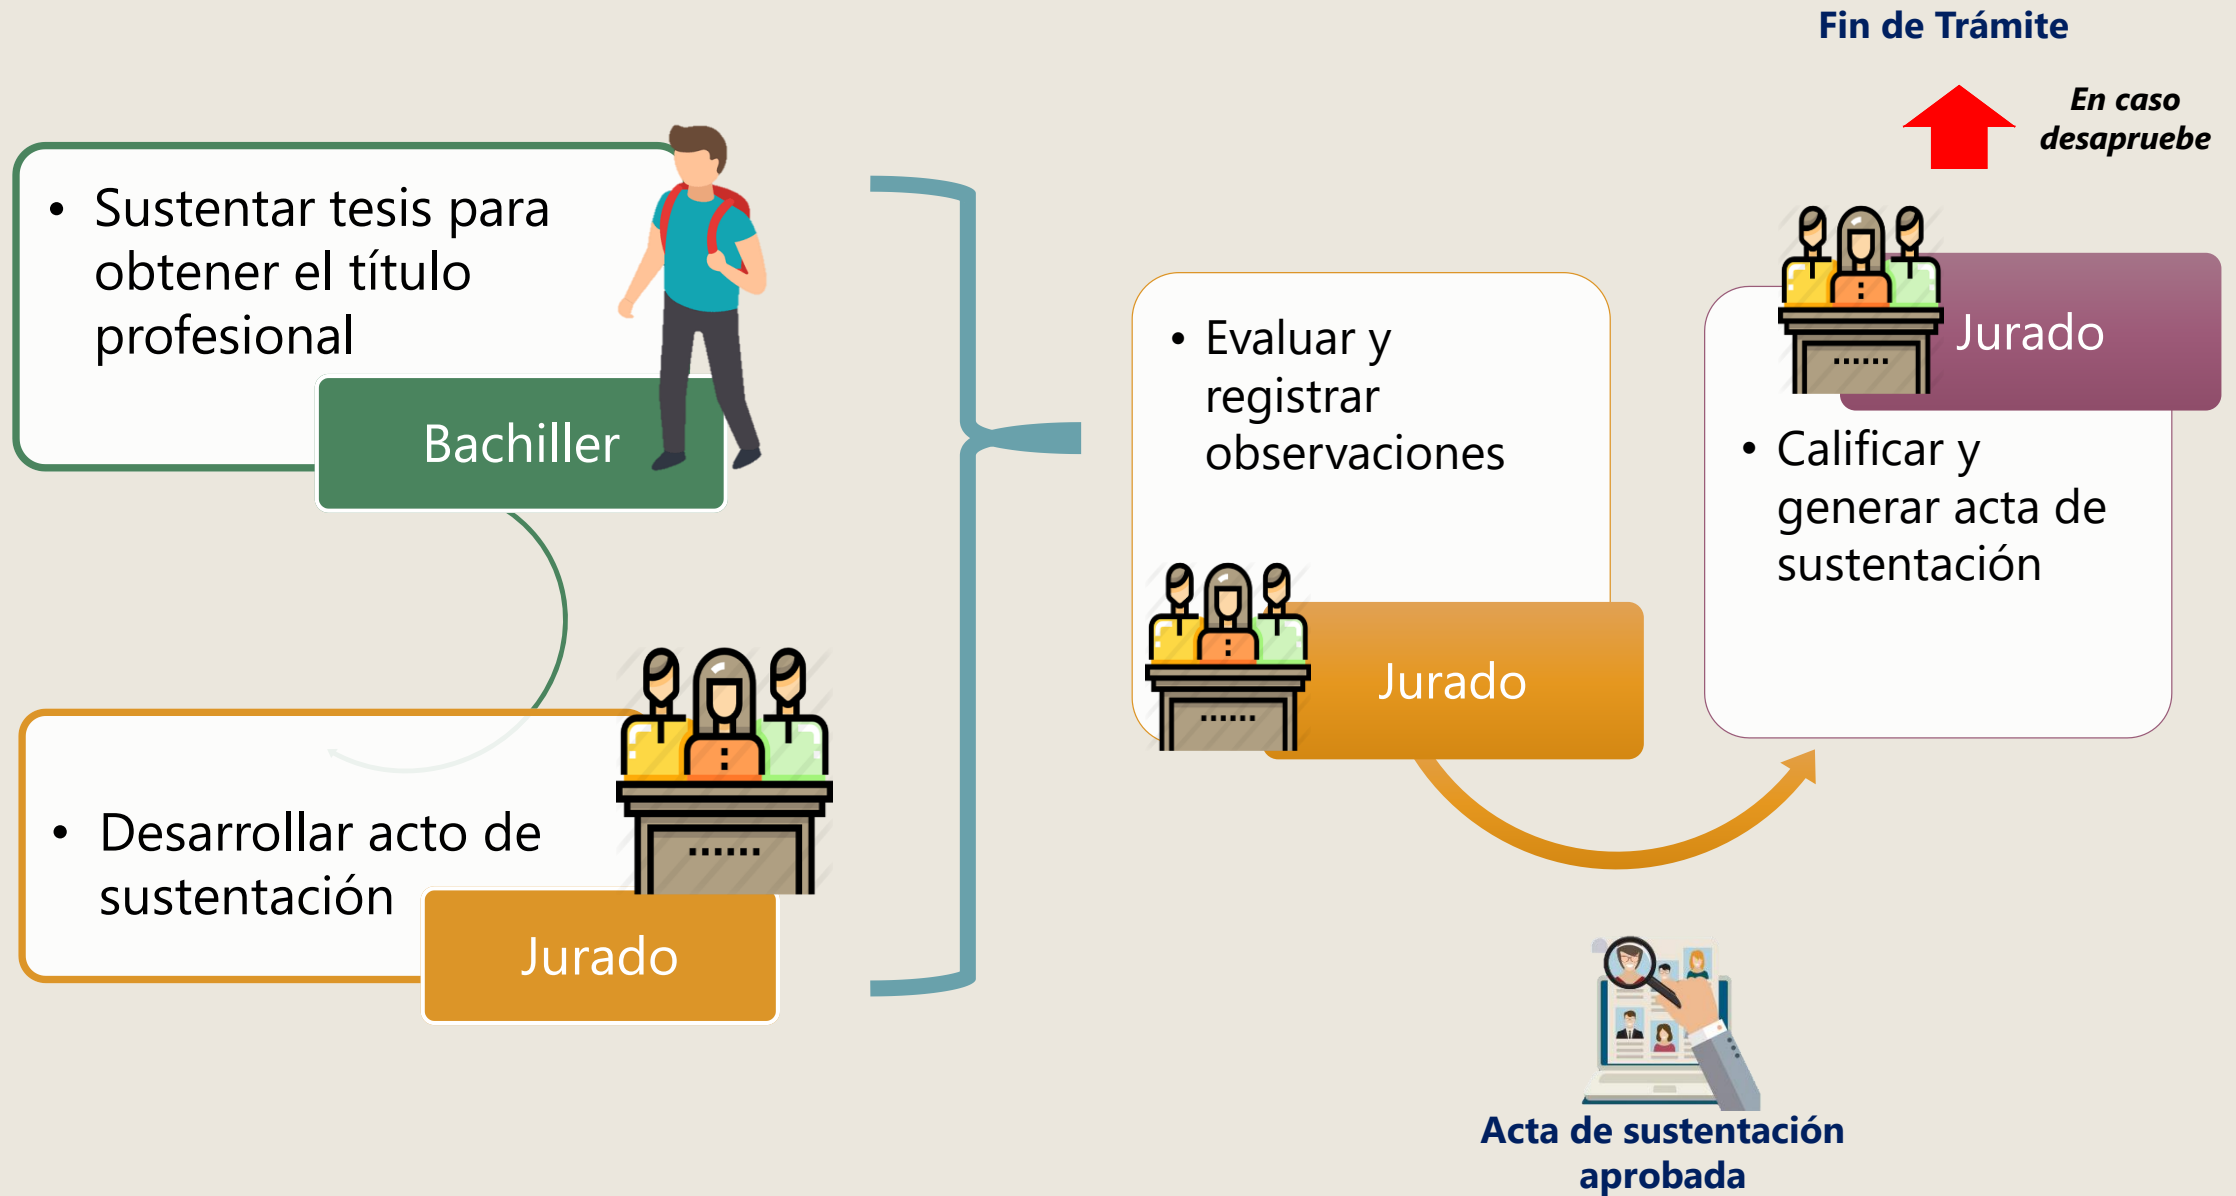 • Sustentar tesis para
obtener el título
profesional
Bachiller
• Desarrollar acto de
sustentación
Jurado
• Evaluar y
registrar
observaciones
Jurado
Fin de Trámite
En caso
desapruebe
Jurado
• Calificar y
generar acta de
sustentación
Acta de sustentación
aprobada